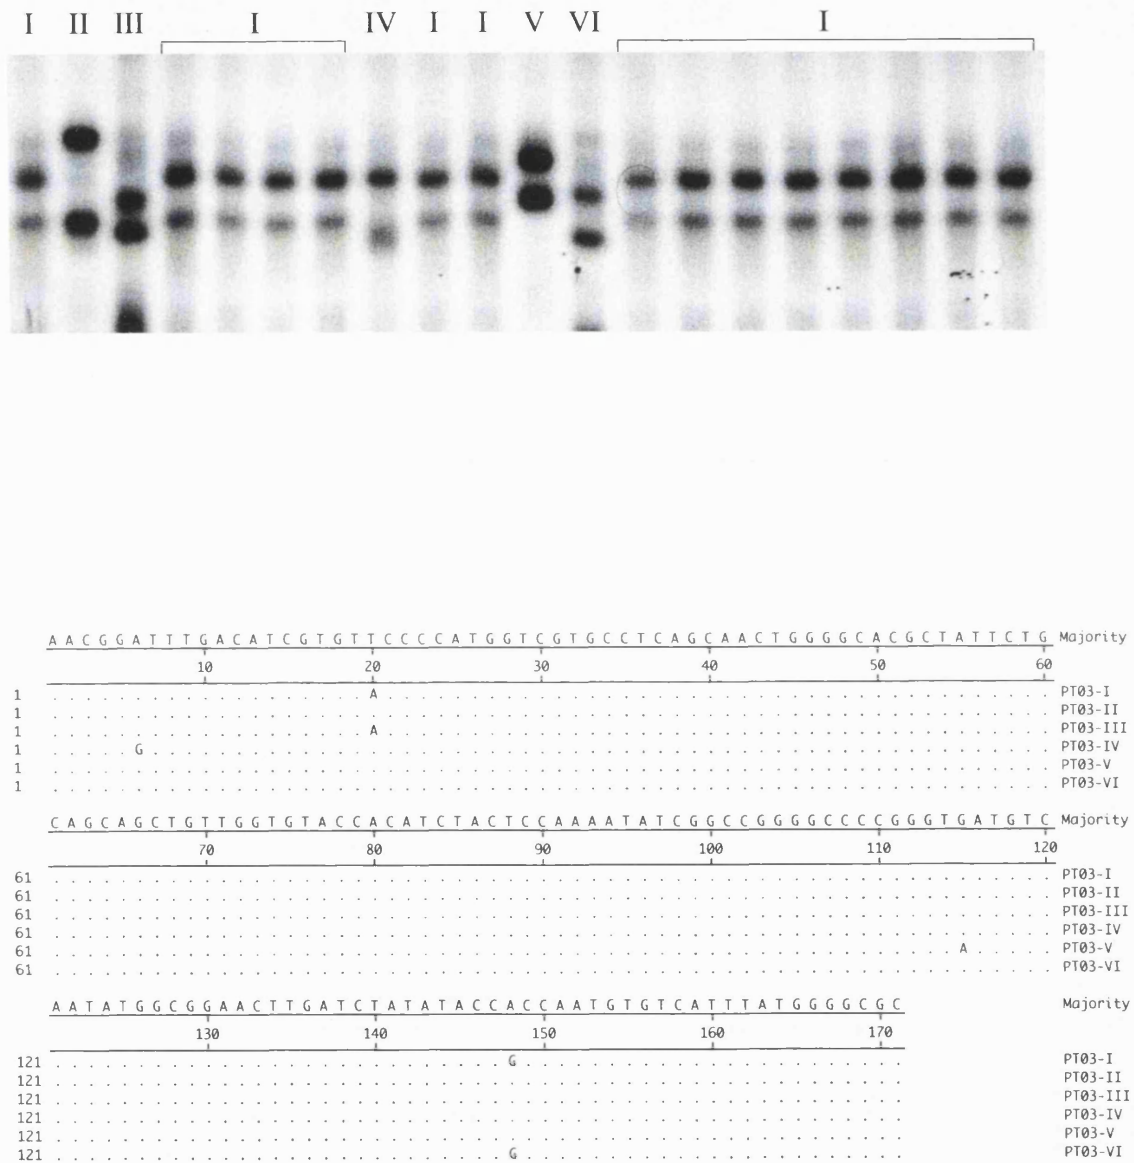 I II III I IV I I V VI I
A A C G G A T T T G A C A T C G T G T T C C C C A T G G T C G T G C C T C A G C A A C T G G G G C A C G C T A T T C T G Majority
10 20 30 40 50 60
1 A PT03-I
1 PT03-II
1 A PT03-III
1 G PT03-IV
1 PT03-V
1 PT03-VI
C A G C A G C T G T T G G T G T A C C A C A T C T A C T C C A A A A T A T C G G C C G G G G C C C C G G G T G A T G T C Majority
70 80 90 100 110 120
61 PT03-I
61 PT03-II
61 PT03-III
61 PT03-IV
61 A PT03-V
61 PT03-VI
A A T A T G G C G G A A C T T G A T C T A T A T A C C A C C A A T G T G T C A T T T A T G G G G C G C Majority
130 140 150 160 170
121 G PT03-I
121 PT03-II
121 PT03-III
121 PT03-IV
121 PT03-V
121 G PT03-VI